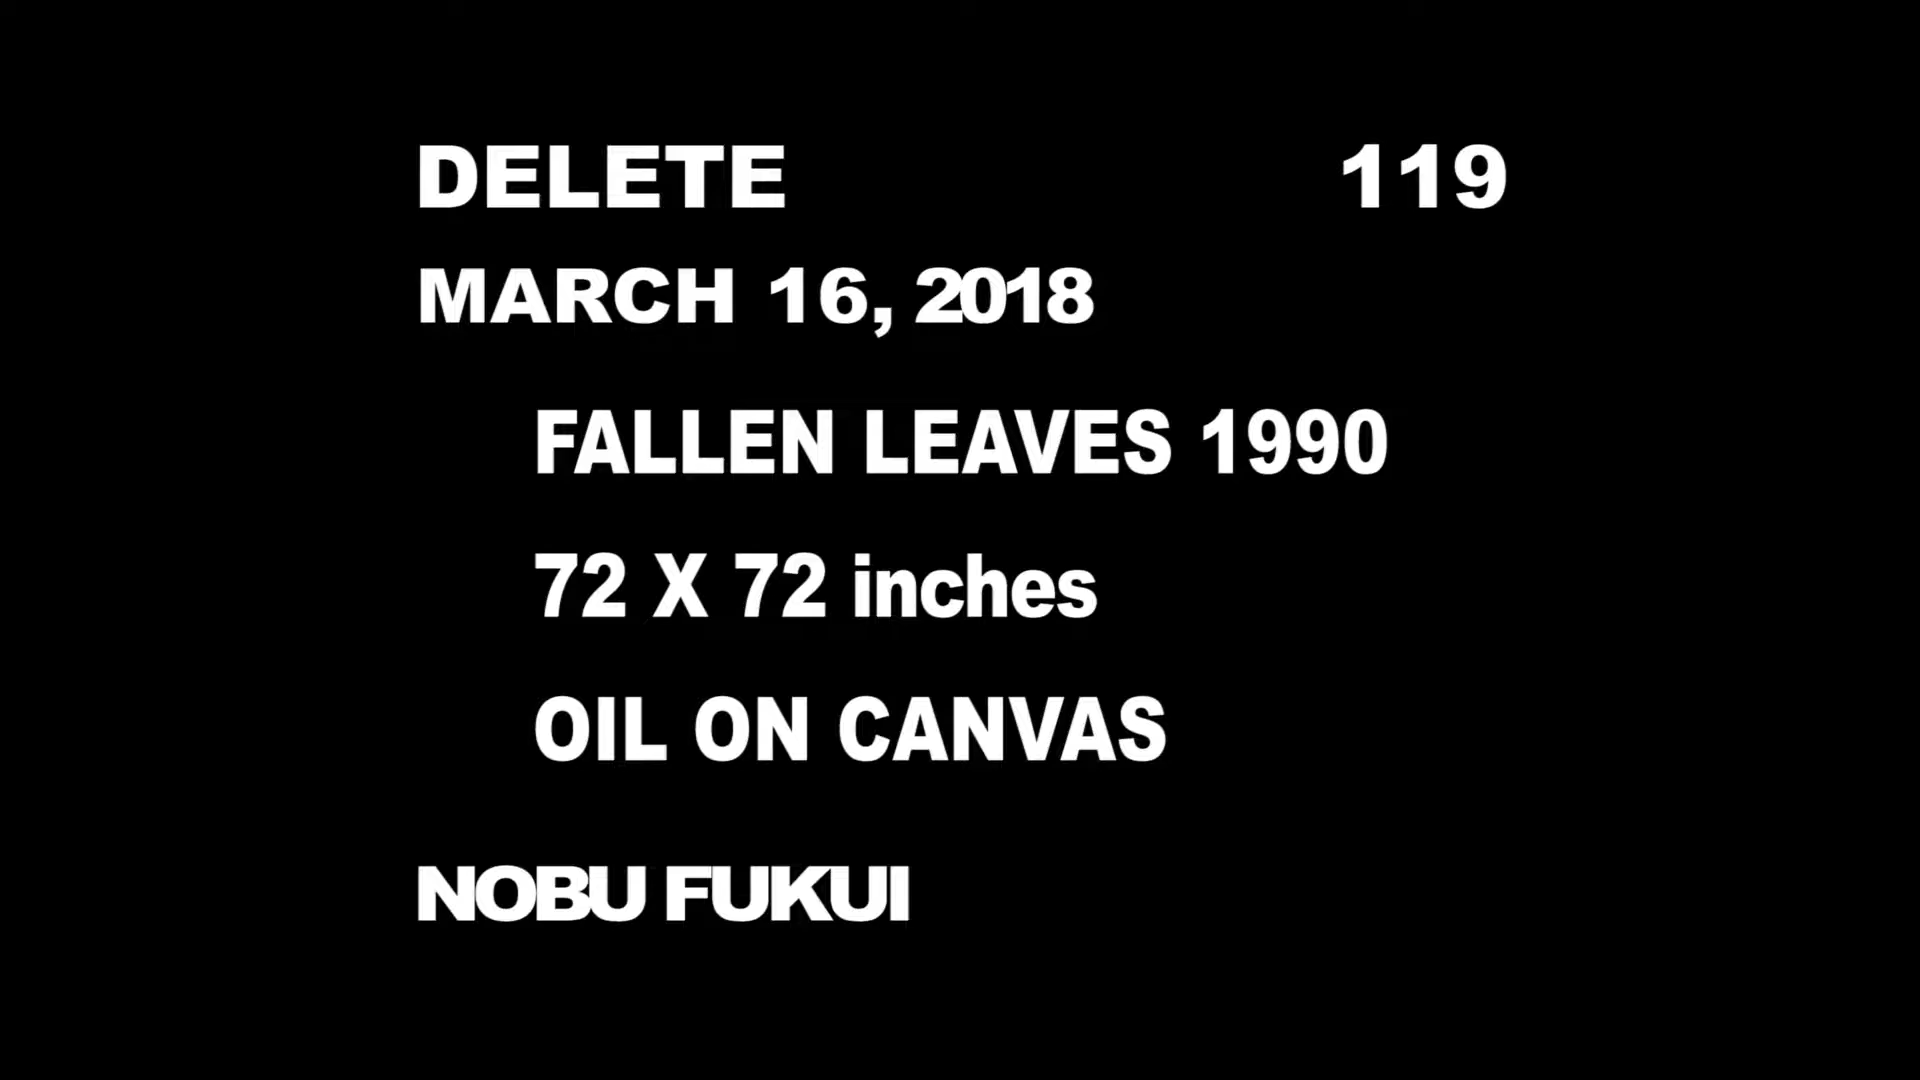 DELETE 119
MARCH 16, 2018
FALLEN LEAVES 1990
72 X 72 inches
OIL ON CANVAS
NOBU FUKUI